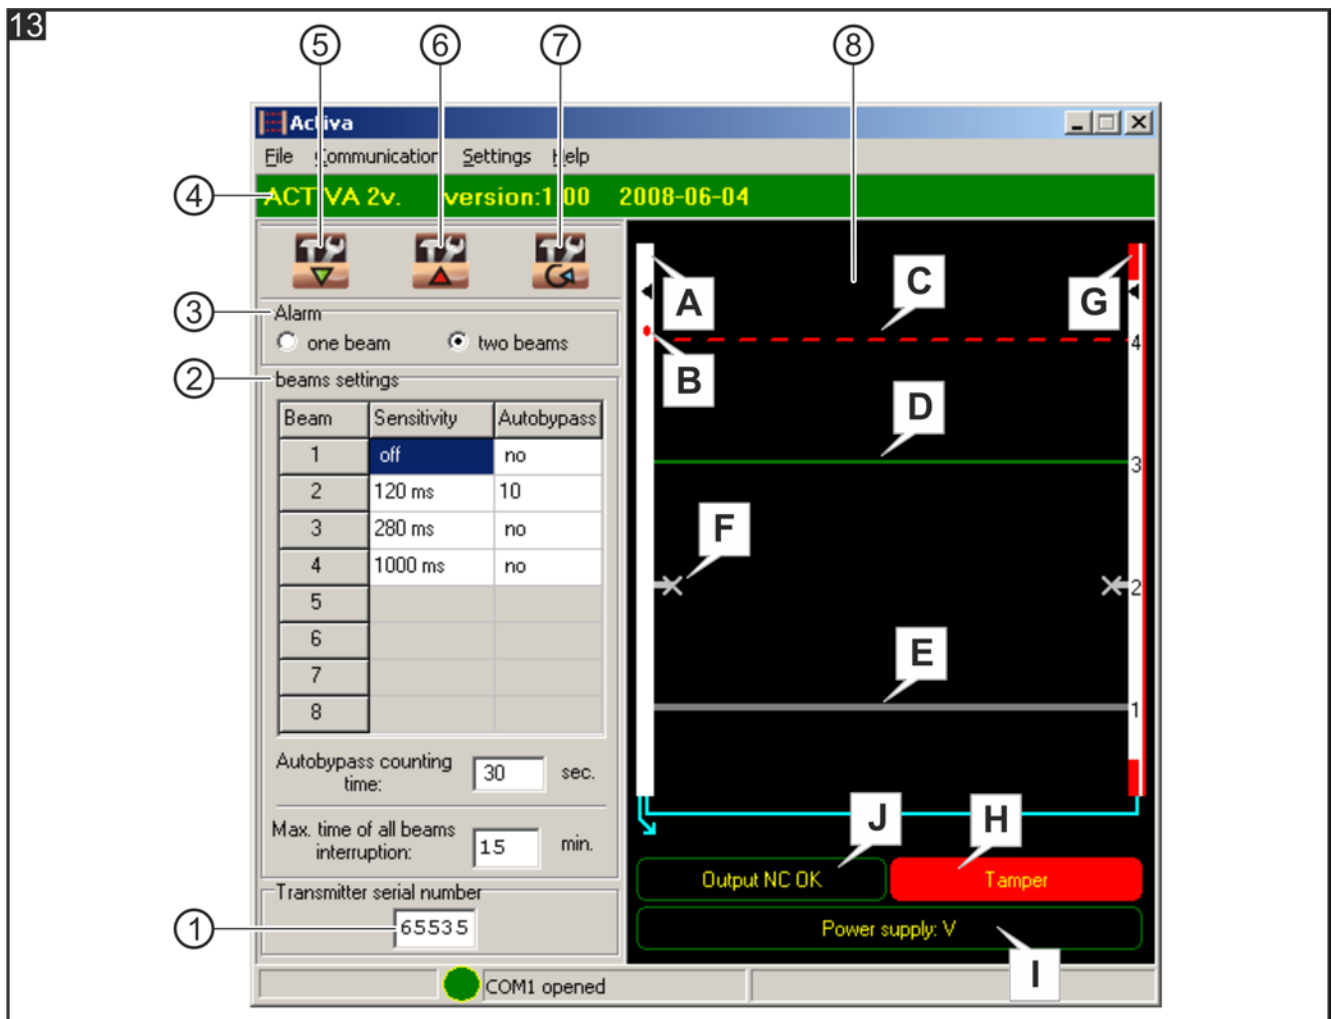 13
5 6 7 8
Activa
File Communication Settings Help
4
ACTIVA 2v. version:1.00 2008-06-04
3
Alarm
one beam two beams
2
beams settings
Beam Sensitivity Autobypass
1 off no
2 120 ms 10
3 280 ms no
4 1000 ms no
5
6
7
8
Autobypass counting
time: 30 sec.
Max. time of all beams
interruption: 15 min.
Transmitter serial number
1
65535
A C G
B
4
D
3
F
2
E
1
J H
Output NC OK Tamper
Power supply: V
I
COM1 opened